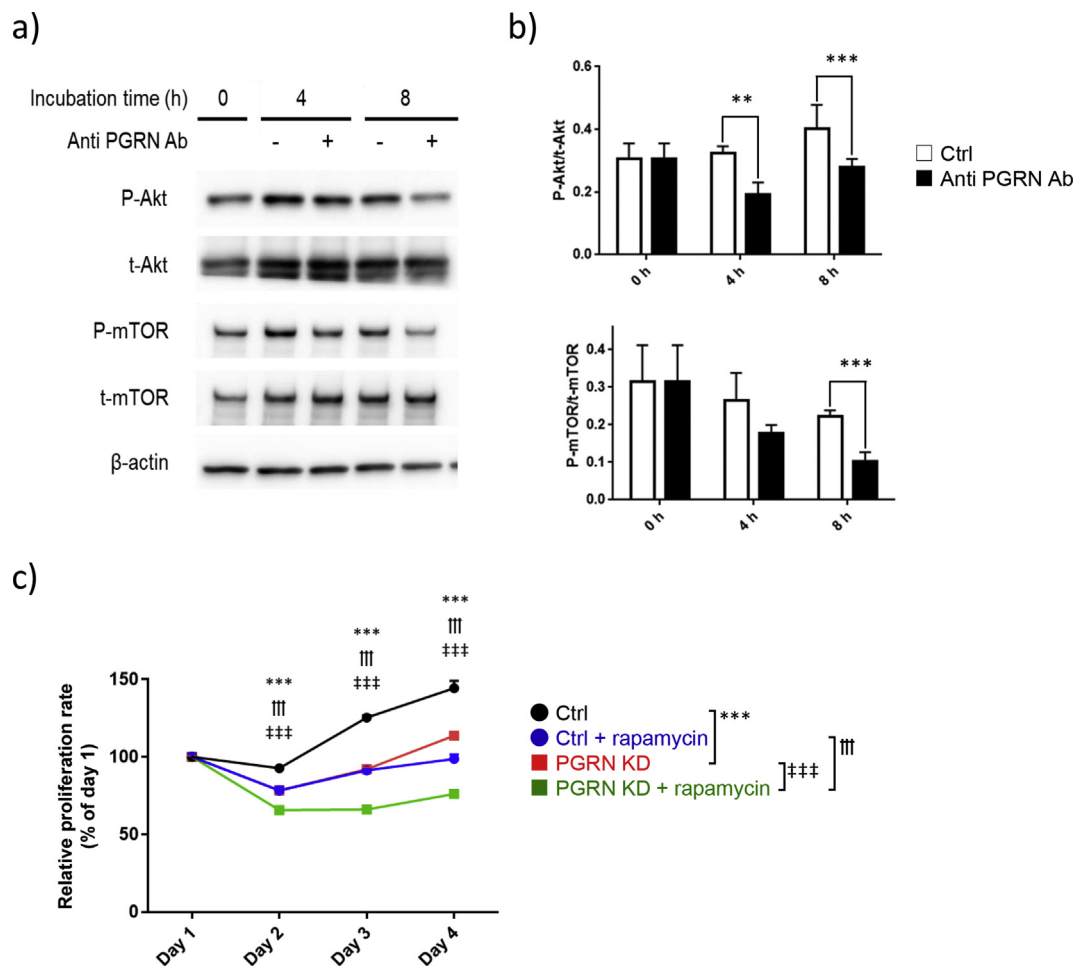 a)
Incubation time (h) 0 4 8
Anti PGRN Ab - + - +
P-Akt
t-Akt
P-mTOR
t-mTOR
β-actin
b)
P-Akt/t-Akt
0.6
0.4
0.2
0.0
** ***
0 h 4 h 8 h
Ctrl
Anti PGRN Ab
P-mTOR/t-mTOR
0.4
0.3
0.2
0.1
0.0
***
0 h 4 h 8 h
c)
Relative proliferation rate
(% of day 1)
150
100
50
0
*** *** ***
††† ††† †††
‡‡‡ ‡‡‡ ‡‡‡
Day 1 Day 2 Day 3 Day 4
Ctrl
Ctrl + rapamycin
PGRN KD
PGRN KD + rapamycin
***
‡‡‡
†††